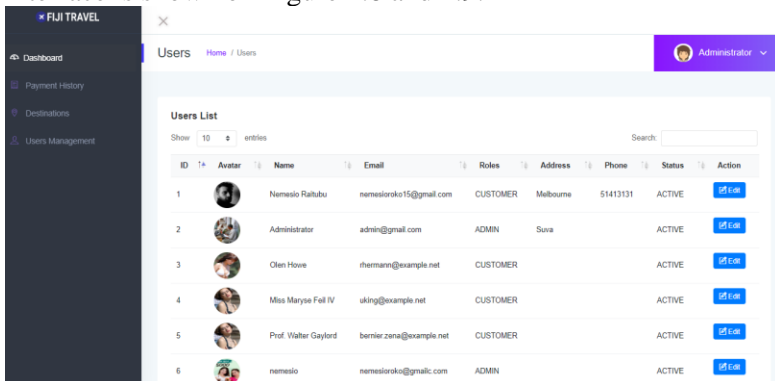 FIJI TRAVEL
Users Home / Users
Administrator
Dashboard
Payment History
Destinations
Users Management
Users List
Show 10 entries
Search:
ID Avatar Name Email Roles Address Phone Status Action
1 Nemesio Raitubu nemesioroko15@gmail.com CUSTOMER Melbourne 51413131 ACTIVE Edit
2 Administrator admin@gmail.com ADMIN Suva ACTIVE Edit
3 Olen Howe rhermann@example.net CUSTOMER ACTIVE Edit
4 Miss Maryse Feil IV uking@example.net CUSTOMER ACTIVE Edit
5 Prof. Walter Gaylord bernier.zena@example.net CUSTOMER ACTIVE Edit
6 nemesio nemesioroko@gmailc.com ADMIN ACTIVE Edit